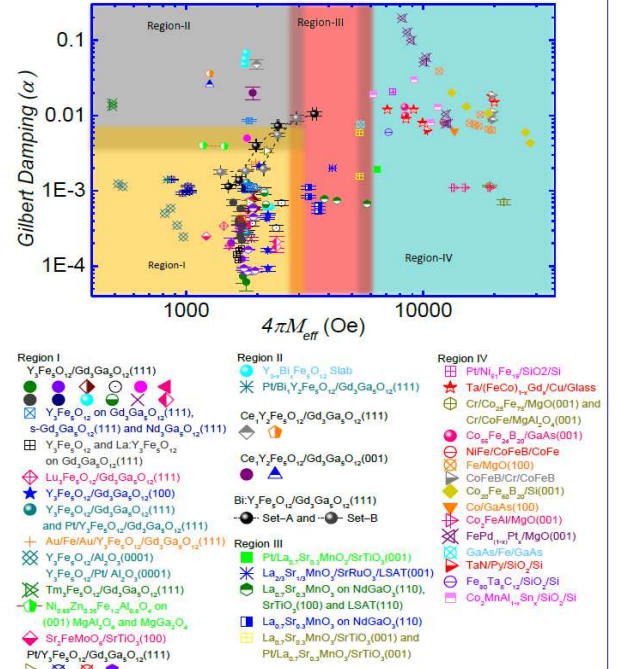 Region-II
Region-III
0.1
0.01
1E-3
1E-4
Gilbert Damping (α)
Region-I
Region-IV
1000
10000
4πM_eff (Oe)
Region I
Y₃Fe₅O₁₂/Gd₃Ga₅O₁₂(111)
Y₃Fe₅O₁₂ on Gd₃Ga₅O₁₂(111),
s-Gd₃Ga₅O₁₂(111) and Nd₃Ga₅O₁₂(111)
Y₃Fe₅O₁₂ and La:Y₃Fe₅O₁₂
on Gd₃Ga₅O₁₂(111)
Lu₃Fe₅O₁₂/Gd₃Ga₅O₁₂(111)
Y₃Fe₅O₁₂/Gd₃Ga₅O₁₂(100)
Y₃Fe₅O₁₂/Gd₃Ga₅O₁₂(111)
and Pt/Y₃Fe₅O₁₂/Gd₃Ga₅O₁₂(111)
Au/Fe/Au/Y₃Fe₅O₁₂/Gd₃Ga₅O₁₂(111)
Y₃Fe₅O₁₂/Al₂O₃(0001)
Y₃Fe₅O₁₂/Pt/ Al₂O₃(0001)
Tm₃Fe₅O₁₂/Gd₃Ga₅O₁₂(111)
(001) MgAl₂O₄ and MgGa₂O₄
Sr₂FeMoO₆/SrTiO₃(100)
Pt/Y₃Fe₅O₁₂/Gd₃Ga₅O₁₂(111)
Region II
Bi Fe₅O₁₂ Slab
Pt/Bi₁Y₂Fe₅O₁₂/Gd₃Ga₅O₁₂(111)
Ce₁Y₂Fe₅O₁₂/Gd₃Ga₅O₁₂(111)
Ce₁Y₂Fe₅O₁₂/Gd₃Ga₅O₁₂(001)
Bi:Y₃Fe₅O₁₂/Gd₃Ga₅O₁₂(111)
Set-A and Set-B
Region III
Pt/La₀.₇Sr₀.₃MnO₃/SrTiO₃(001)
La₂/₃Sr₁/₃MnO₃/SrRuO₃/LSAT(001)
La₀.₇Sr₀.₃MnO₃ on NdGaO₃(110),
SrTiO₃(100) and LSAT(110)
La₀.₇Sr₀.₃MnO₃ on NdGaO₃(110)
La₀.₇Sr₀.₃MnO₃/SrTiO₃(001) and
Pt/La₀.₇Sr₀.₃MnO₃/SrTiO₃(001)
Region IV
Pt/Ni₈₁Fe₁₉/SiO2/Si
Ta/(FeCo)₁₋ₓGdₓ/Cu/Glass
Cr/Co₂₅Fe₇₅/MgO(001) and
Cr/CoFe/MgAl₂O₄(001)
Co₅₆Fe₂₄B₂₀/GaAs(001)
NiFe/CoFeB/CoFe
Fe/MgO(100)
CoFeB/Cr/CoFeB
Co₂₀Fe₆₀B₂₀/Si(001)
Co/GaAs(100)
Co₂FeAl/MgO(001)
FePd₍₁₋ₓ₎Ptₓ/MgO(001)
GaAs/Fe/GaAs
TaN/Py/SiO₂/Si
Fe₈₀Ta₈C₁₂/SiO₂/Si
Co₂MnAl₁₋ₓSnₓ/SiO₂/Si